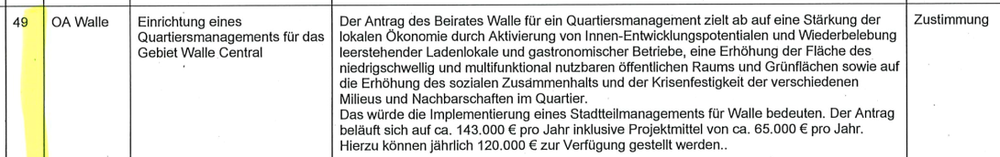 49
OA Walle
Einrichtung eines
Quartiersmanagements für das
Gebiet Walle Central
Der Antrag des Beirates Walle für ein Quartiersmanagement zielt ab auf eine Stärkung der
lokalen Ökonomie durch Aktivierung von Innen-Entwicklungspotentialen und Wiederbelebung
leerstehender Ladenlokale und gastronomischer Betriebe, eine Erhöhung der Fläche des
niedrigschwellig und multifunktional nutzbaren öffentlichen Raums und Grünflächen sowie auf
die Erhöhung des sozialen Zusammenhalts und der Krisenfestigkeit der verschiedenen
Milieus und Nachbarschaften im Quartier.
Das würde die Implementierung eines Stadtteilmanagements für Walle bedeuten. Der Antrag
beläuft sich auf ca. 143.000 € pro Jahr inklusive Projektmittel von ca. 65.000 € pro Jahr.
Hierzu können jährlich 120.000 € zur Verfügung gestellt werden..
Zustimmung